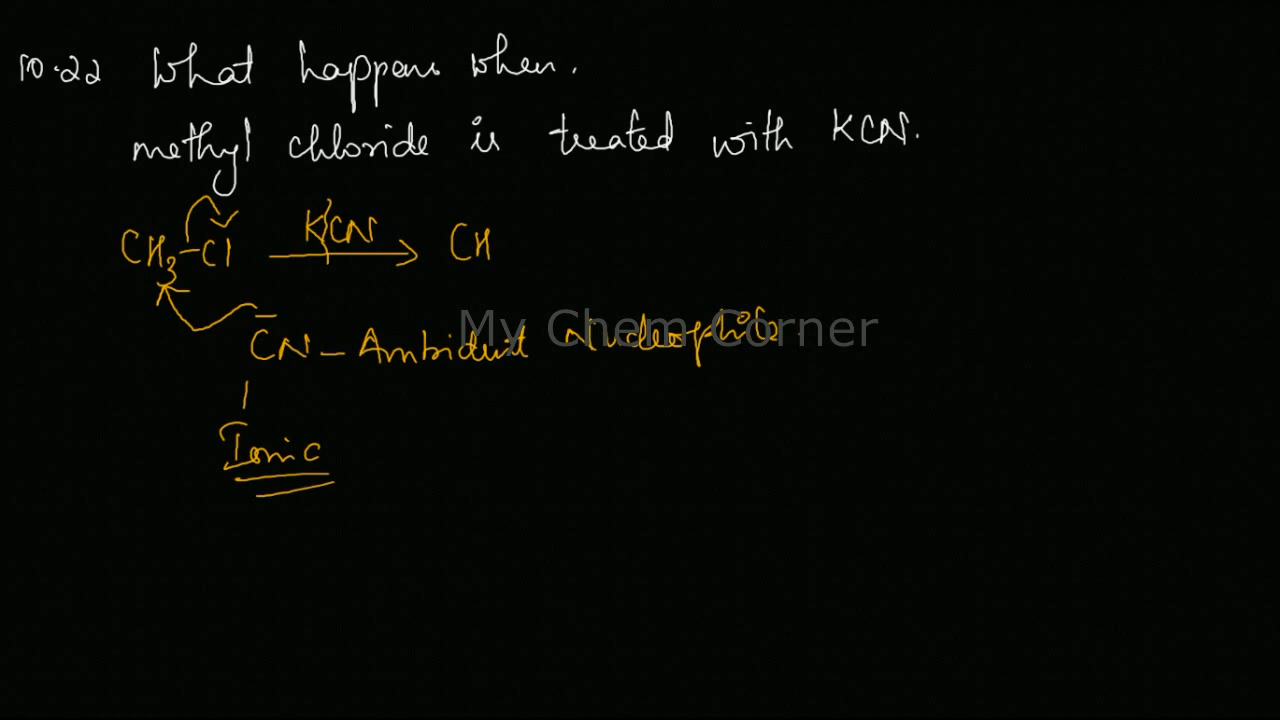 10.22 What happens when.
methyl chloride is treated with KCN.
CH₃-Cl KCN CH
C̄N - Ambident Nucleophile.
My Chem Corner
Ionic